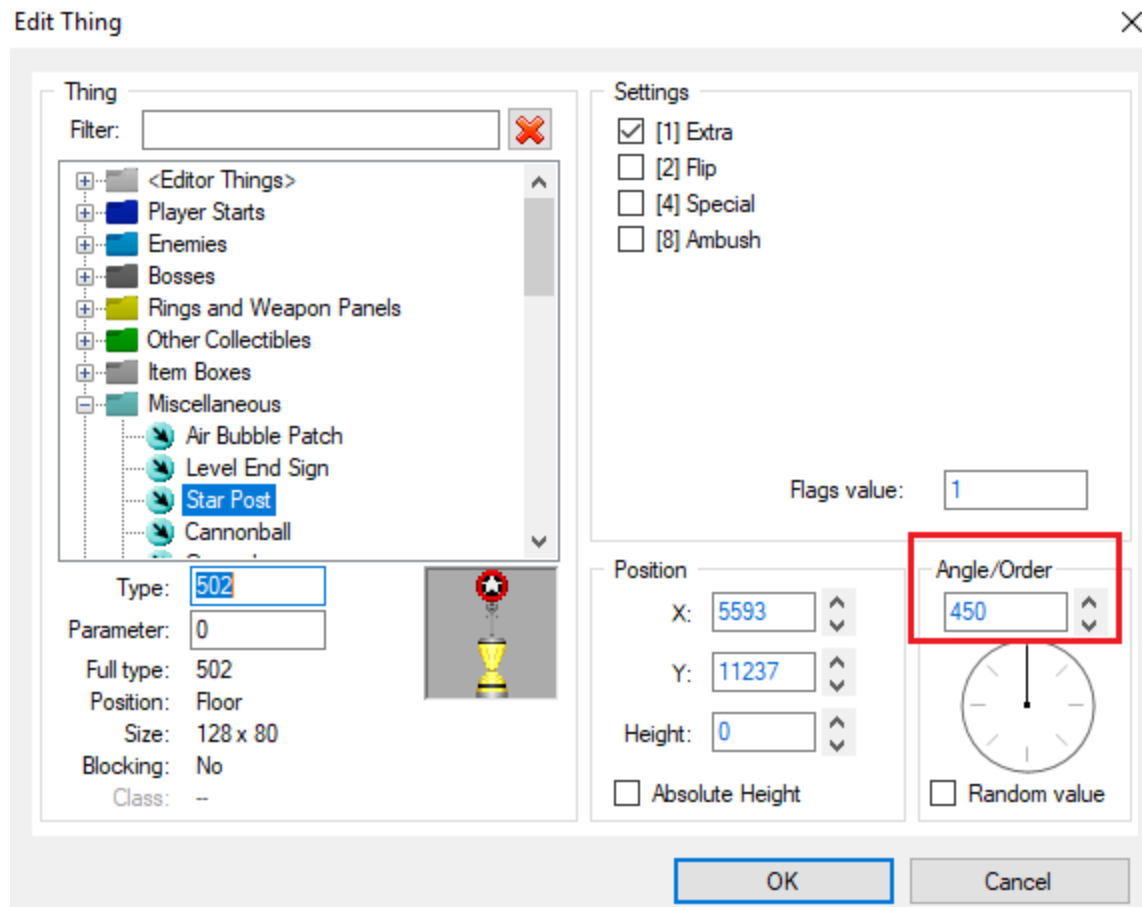 Edit Thing
Thing
Filter:
<Editor Things>
Player Starts
Enemies
Bosses
Rings and Weapon Panels
Other Collectibles
Item Boxes
Miscellaneous
Air Bubble Patch
Level End Sign
Star Post
Cannonball
Type: 502
Parameter: 0
Full type: 502
Position: Floor
Size: 128 x 80
Blocking: No
Class: --
Settings
[1] Extra
[2] Flip
[4] Special
[8] Ambush
Flags value: 1
Position
X: 5593
Y: 11237
Height: 0
Absolute Height
Angle/Order
450
Random value
OK
Cancel